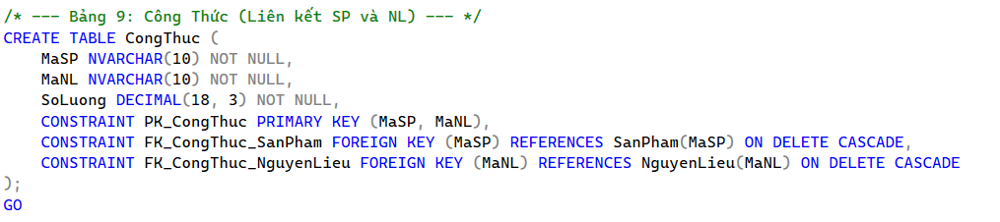 /* --- Bảng 9: Công Thức (Liên kết SP và NL) --- */
CREATE TABLE CongThuc (
    MaSP NVARCHAR(10) NOT NULL,
    MaNL NVARCHAR(10) NOT NULL,
    SoLuong DECIMAL(18, 3) NOT NULL,
    CONSTRAINT PK_CongThuc PRIMARY KEY (MaSP, MaNL),
    CONSTRAINT FK_CongThuc_SanPham FOREIGN KEY (MaSP) REFERENCES SanPham(MaSP) ON DELETE CASCADE,
    CONSTRAINT FK_CongThuc_NguyenLieu FOREIGN KEY (MaNL) REFERENCES NguyenLieu(MaNL) ON DELETE CASCADE
);
GO